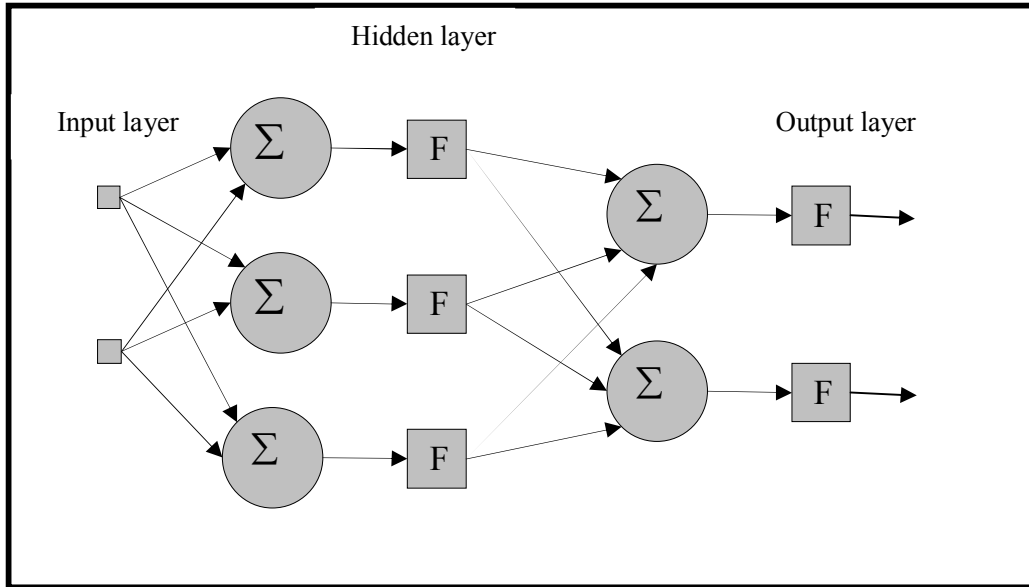 Hidden layer
Input layer
Output layer
Σ
F
Σ
F
Σ
F
Σ
F
Σ
F